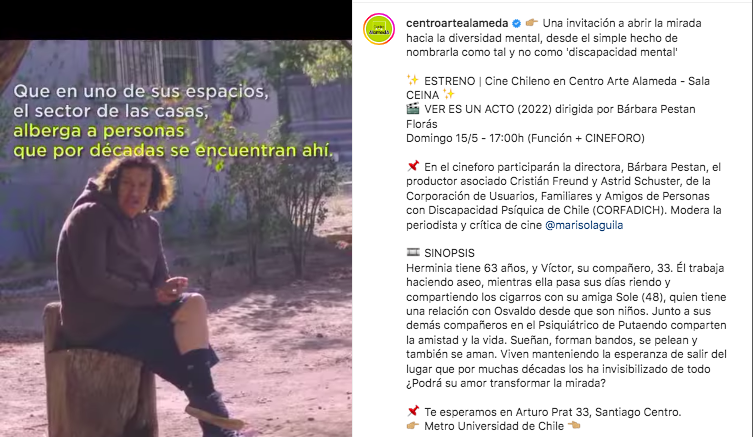 Que en uno de sus espacios,
el sector de las casas,
alberga a personas
que por décadas se encuentran ahí.
centroartealameda 👉🏼 Una invitación a abrir la mirada
hacia la diversidad mental, desde el simple hecho de
nombrarla como tal y no como 'discapacidad mental'
✨ ESTRENO | Cine Chileno en Centro Arte Alameda - Sala
CEINA ✨
🎬 VER ES UN ACTO (2022) dirigida por Bárbara Pestan
Florás
Domingo 15/5 - 17:00h (Función + CINEFORO)
📌 En el cineforo participarán la directora, Bárbara Pestan, el
productor asociado Cristián Freund y Astrid Schuster, de la
Corporación de Usuarios, Familiares y Amigos de Personas
con Discapacidad Psíquica de Chile (CORFADICH). Modera la
periodista y crítica de cine @marisolaguila
🎞️ SINOPSIS
Herminia tiene 63 años, y Víctor, su compañero, 33. Él trabaja
haciendo aseo, mientras ella pasa sus días riendo y
compartiendo los cigarros con su amiga Sole (48), quien tiene
una relación con Osvaldo desde que son niños. Junto a sus
demás compañeros en el Psiquiátrico de Putaendo comparten
la amistad y la vida. Sueñan, forman bandos, se pelean y
también se aman. Viven manteniendo la esperanza de salir del
lugar que por muchas décadas los ha invisibilizado de todo
¿Podrá su amor transformar la mirada?
📌 Te esperamos en Arturo Prat 33, Santiago Centro.
👉🏼 Metro Universidad de Chile 👈🏼